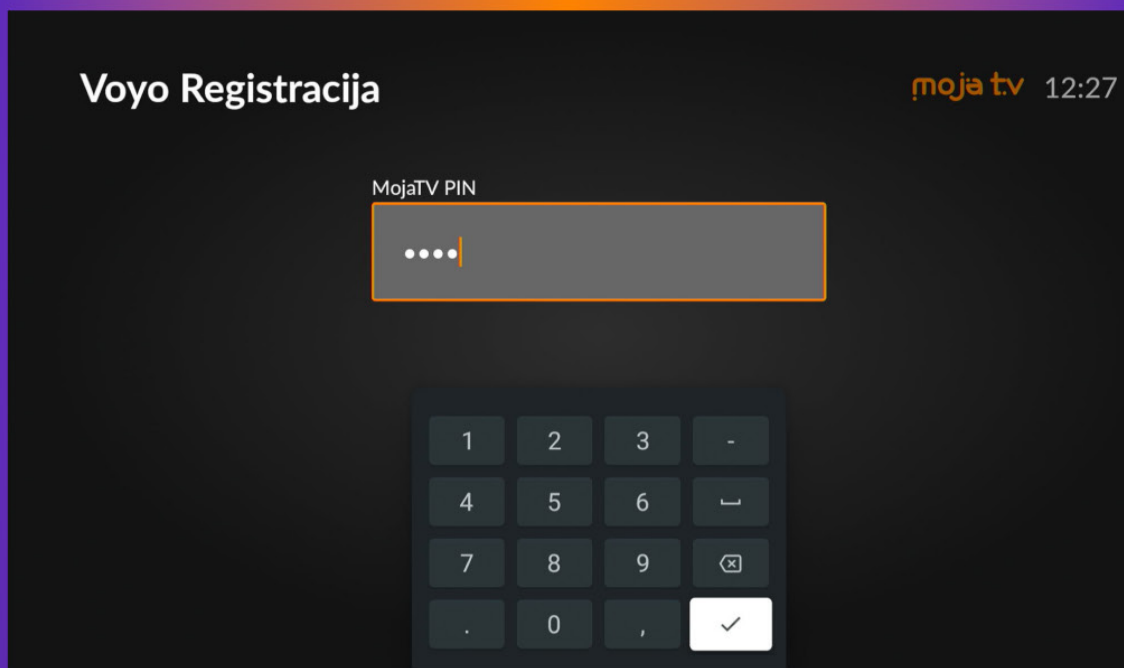 Voyo Registracija
moja tv 12:27
MojaTV PIN
••••
1 2 3 -
4 5 6
7 8 9
. 0 ,